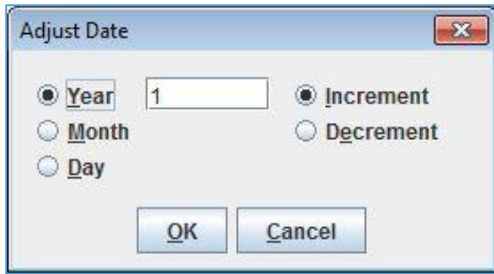 Adjust Date
Year 1 Increment
Month Decrement
Day
OK Cancel